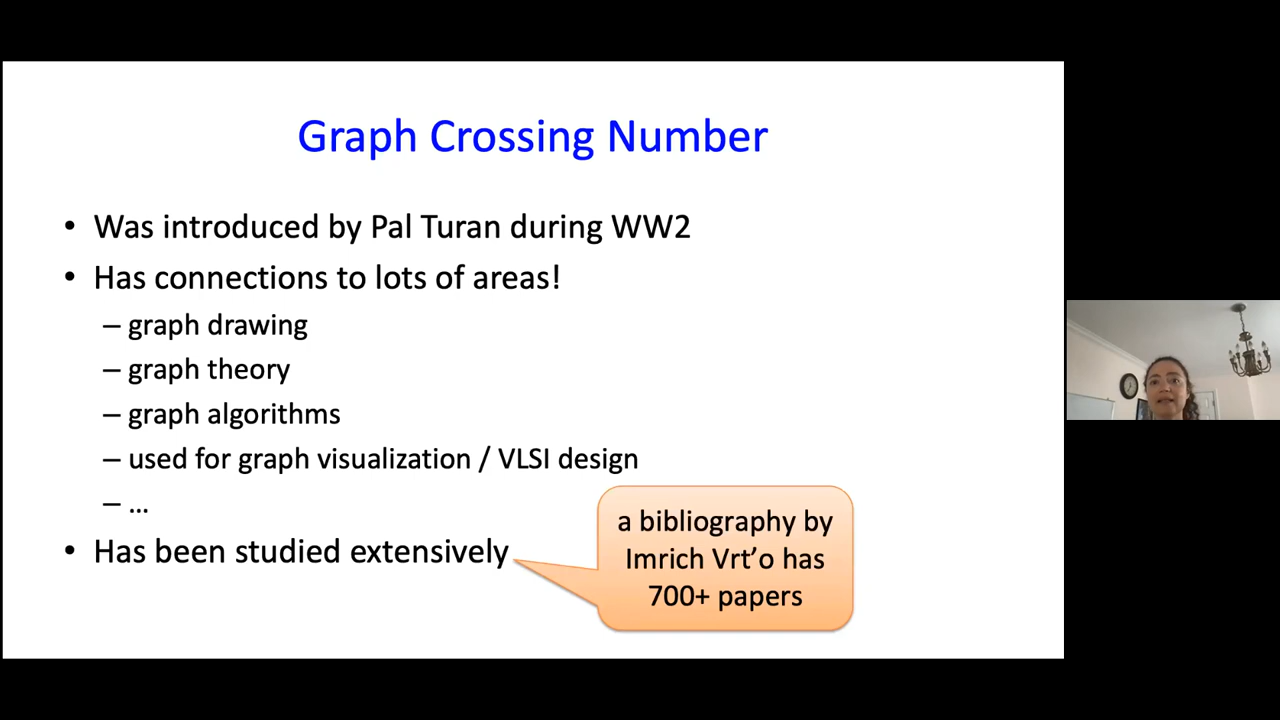 Graph Crossing Number
• Was introduced by Pal Turan during WW2
• Has connections to lots of areas!
– graph drawing
– graph theory
– graph algorithms
– used for graph visualization / VLSI design
– ...
• Has been studied extensively
a bibliography by
Imrich Vrt’o has
700+ papers